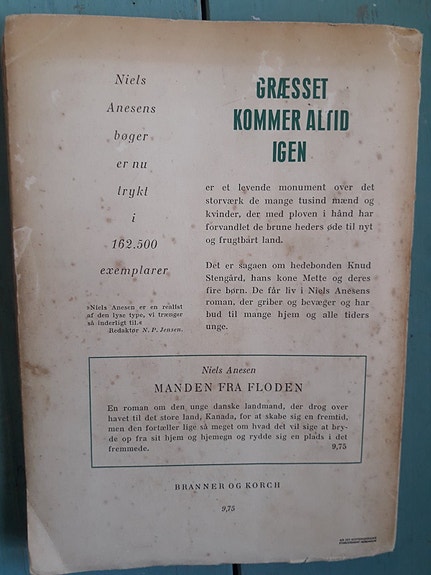 Niels
Anesens
bøger
er nu
trykt
i
162.500
exemplarer
»Niels Anesen er en realist
af den lyse type, vi trænger
så inderligt til.«
Redaktør N. P. Jensen.
GRÆSSET
KOMMER ALTID
IGEN
er et levende monument over det
storværk de mange tusind mænd og
kvinder, der med ploven i hånd har
forvandlet de brune heders øde til nyt
og frugtbårt land.
Det er sagaen om hedebonden Knud
Stengård, hans kone Mette og deres
fire børn. De får liv i Niels Anesens
roman, der griber og bevæger og har
bud til mange hjem og alle tiders
unge.
Niels Anesen
MANDEN FRA FLODEN
En roman om den unge danske landmand, der drog over
havet til det store land, Kanada, for at skabe sig en fremtid,
men den fortæller lige så meget om hvad det vil sige at bry-
de op fra sit hjem og hjemegn og rydde sig en plads i det
fremmede. 9,75
BRANNER OG KORCH
9,75